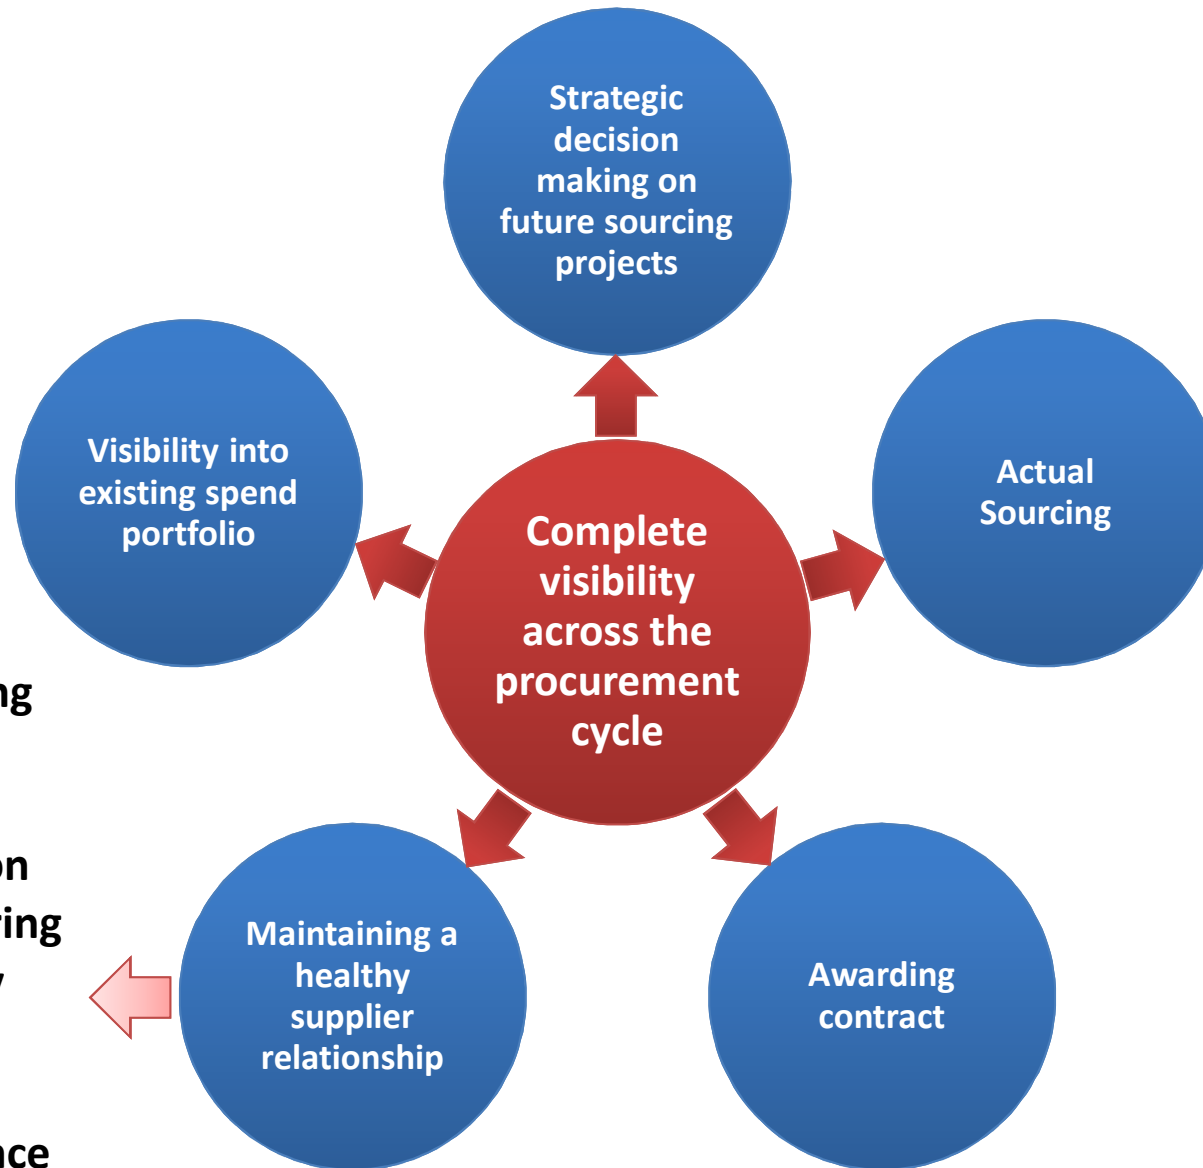 Strategic
decision
making on
future sourcing
projects
Visibility into
existing spend
portfolio
Actual
Sourcing
Complete
visibility
across the
procurement
cycle
Maintaining a
healthy
supplier
relationship
Awarding
contract